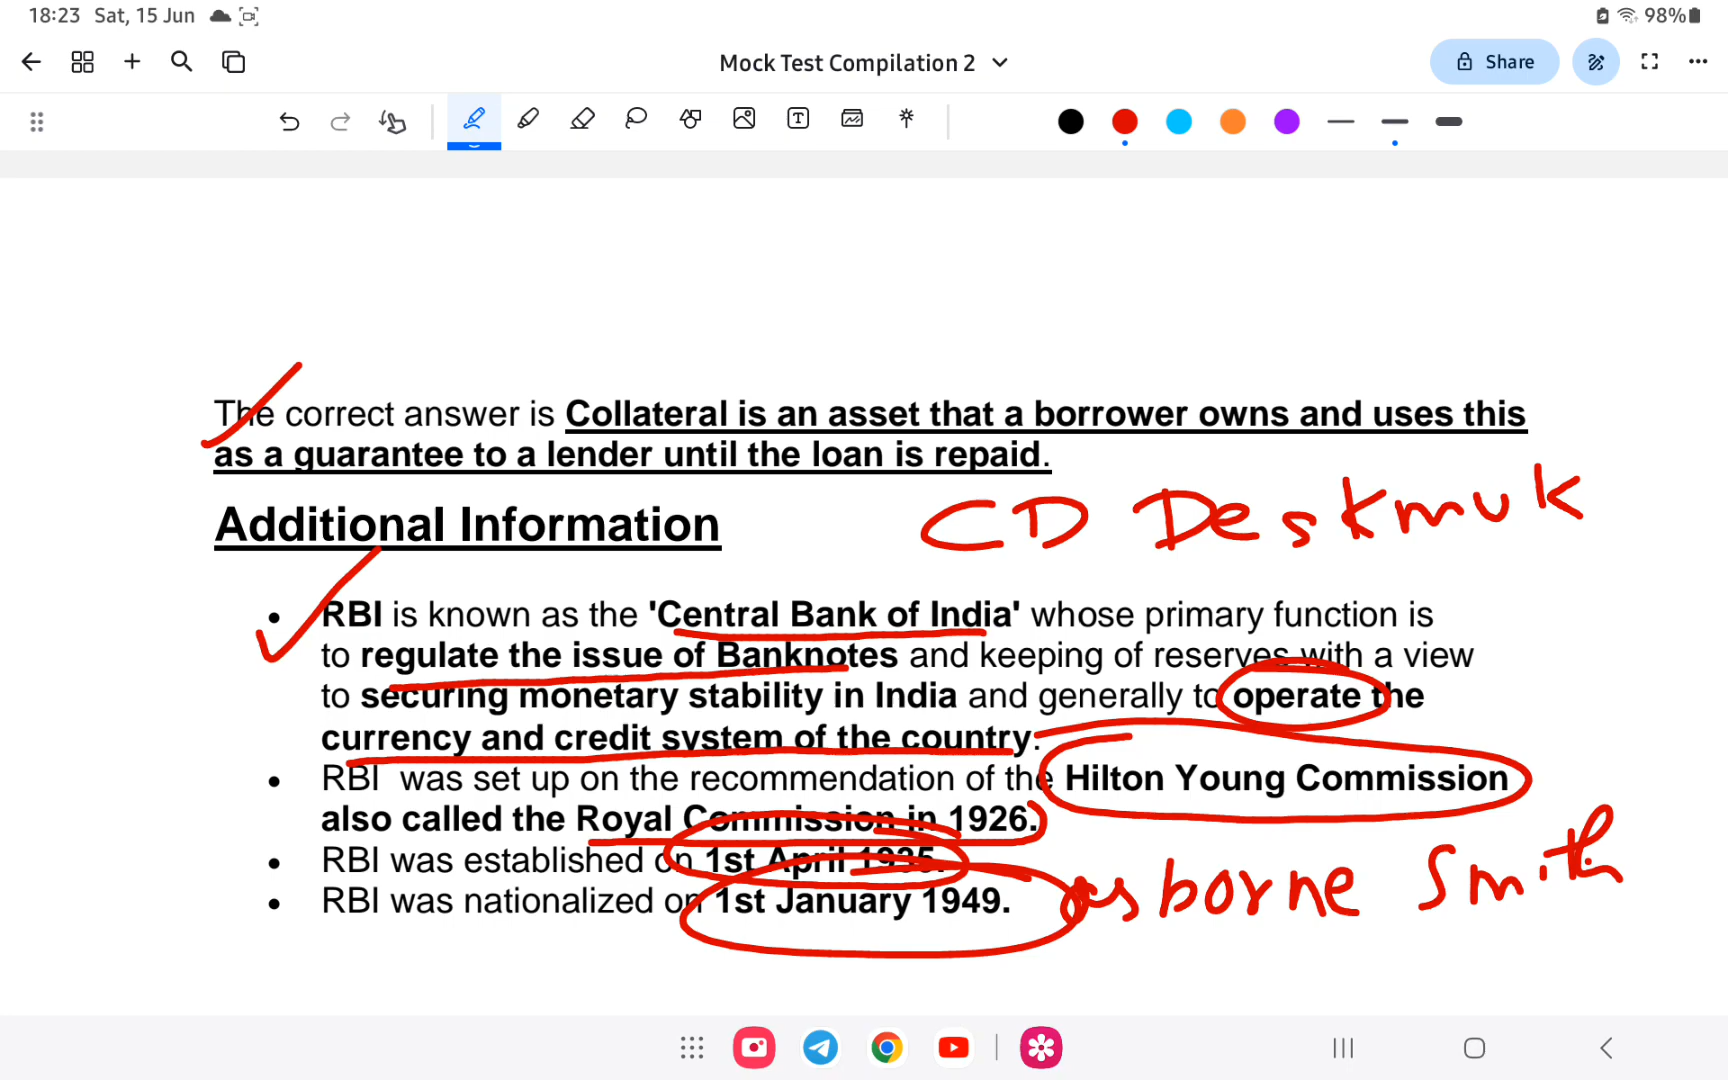 18:23 Sat, 15 Jun 98%
Mock Test Compilation 2
Share
The correct answer is Collateral is an asset that a borrower owns and uses this
as a guarantee to a lender until the loan is repaid.
Additional Information
CD Deskmuk
RBI is known as the 'Central Bank of India' whose primary function is
to regulate the issue of Banknotes and keeping of reserves with a view
to securing monetary stability in India and generally to operate the
currency and credit system of the country.
RBI was set up on the recommendation of the Hilton Young Commission
also called the Royal Commission in 1926.
RBI was established on 1st April 1935.
RBI was nationalized on 1st January 1949.
osborne Smith